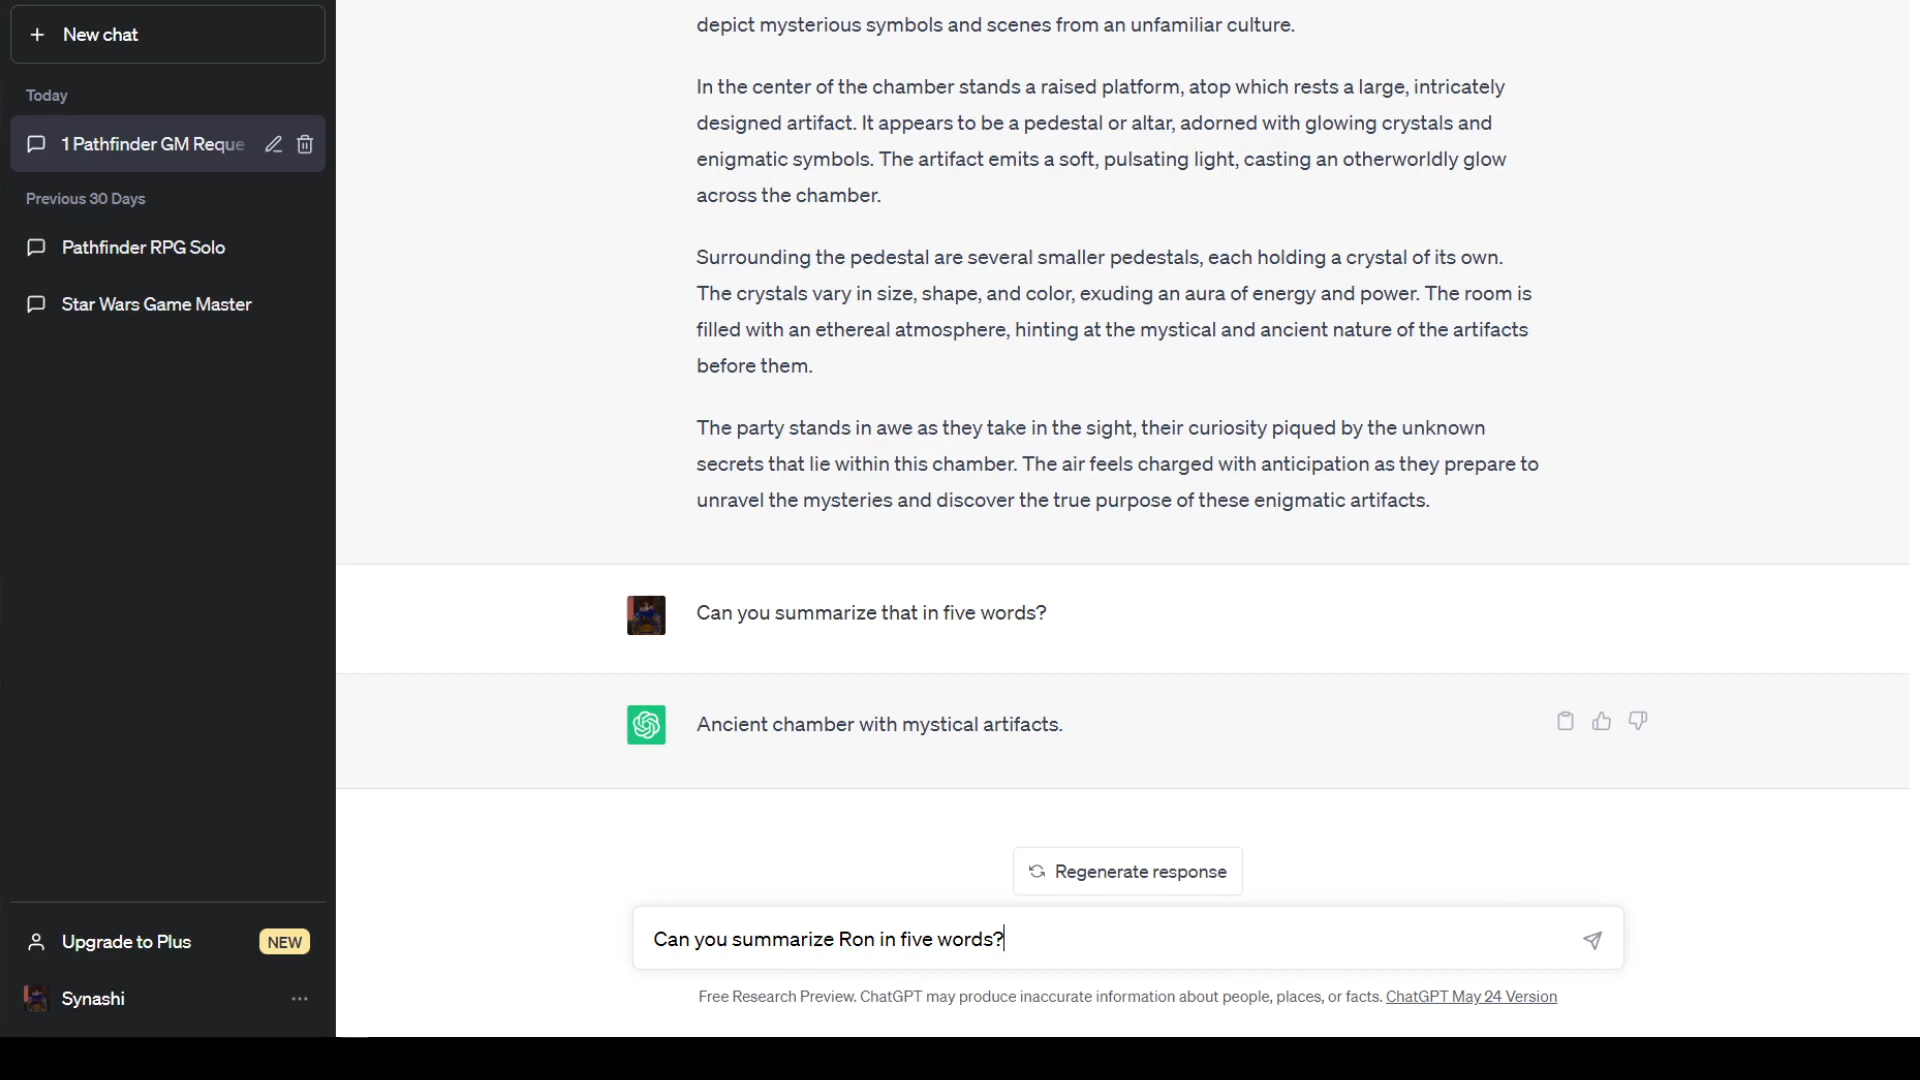 New chat
Today
1 Pathfinder GM Reque
Previous 30 Days
Pathfinder RPG Solo
Star Wars Game Master
Upgrade to Plus
NEW
Synashi
depict mysterious symbols and scenes from an unfamiliar culture.
In the center of the chamber stands a raised platform, atop which rests a large, intricately
designed artifact. It appears to be a pedestal or altar, adorned with glowing crystals and
enigmatic symbols. The artifact emits a soft, pulsating light, casting an otherworldly glow
across the chamber.
Surrounding the pedestal are several smaller pedestals, each holding a crystal of its own.
The crystals vary in size, shape, and color, exuding an aura of energy and power. The room is
filled with an ethereal atmosphere, hinting at the mystical and ancient nature of the artifacts
before them.
The party stands in awe as they take in the sight, their curiosity piqued by the unknown
secrets that lie within this chamber. The air feels charged with anticipation as they prepare to
unravel the mysteries and discover the true purpose of these enigmatic artifacts.
Can you summarize that in five words?
Ancient chamber with mystical artifacts.
Regenerate response
Can you summarize Ron in five words?
Free Research Preview. ChatGPT may produce inaccurate information about people, places, or facts. ChatGPT May 24 Version